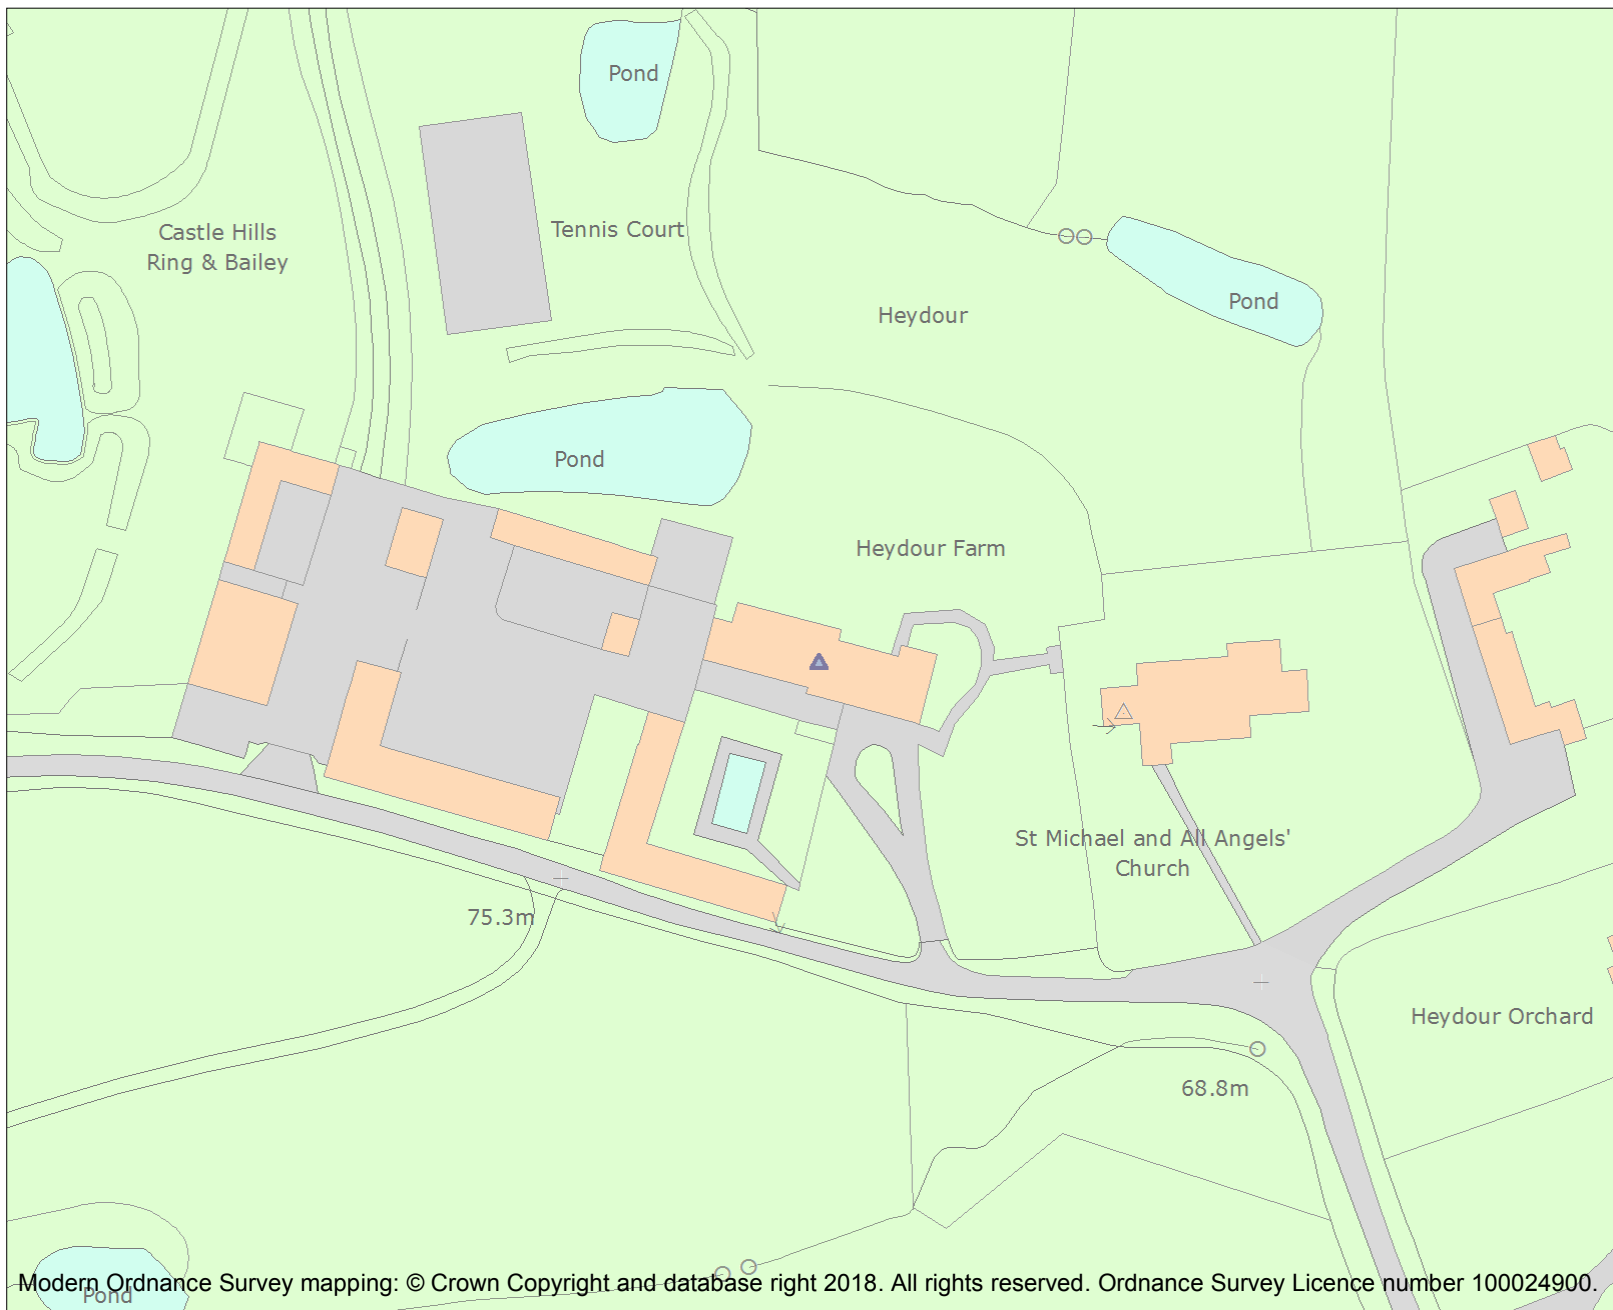 Pond
Tennis Court
Castle Hills
Ring & Bailey
Heydour
Pond
Pond
Heydour Farm
St Michael and All Angels'
Church
75.3m
Heydour Orchard
68.8m
Pond
Modern Ordnance Survey mapping: © Crown Copyright and database right 2018. All rights reserved. Ordnance Survey Licence number 100024900.